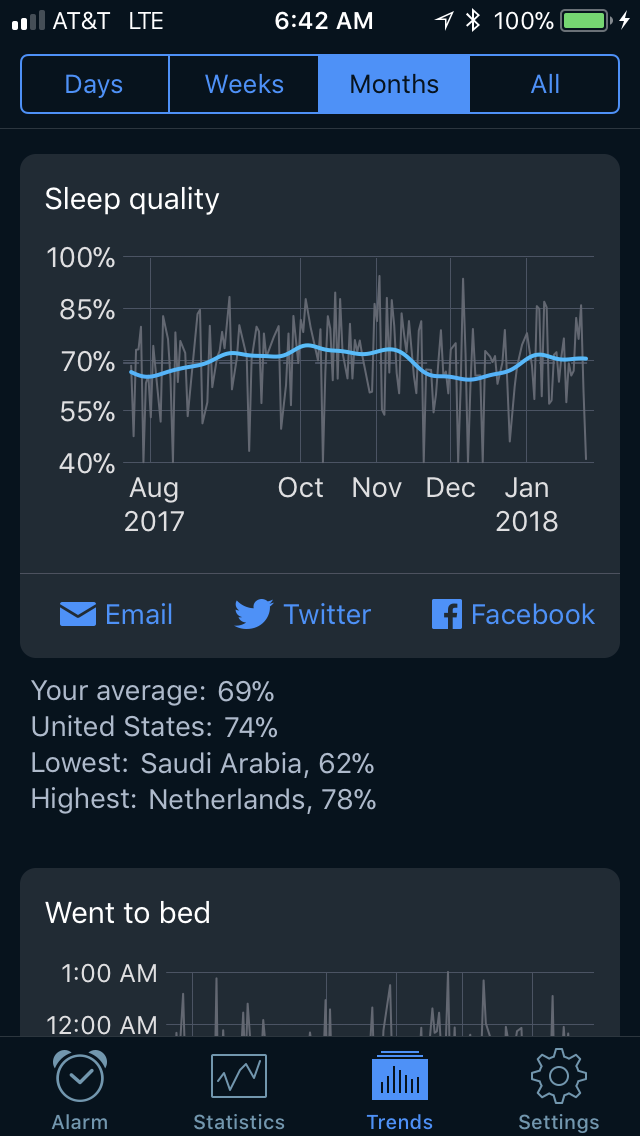 AT&T LTE 6:42 AM 100%
Days Weeks Months All
Sleep quality
100%
85%
70%
55%
40%
Aug Oct Nov Dec Jan
2017 2018
Email Twitter Facebook
Your average: 69%
United States: 74%
Lowest: Saudi Arabia, 62%
Highest: Netherlands, 78%
Went to bed
1:00 AM
12:00 AM
Alarm Statistics Trends Settings